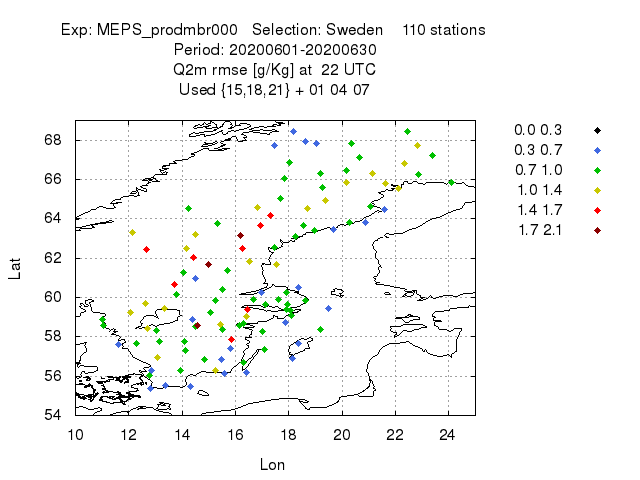 Exp: MEPS_prodmbr000 Selection: Sweden 110 stations
Period: 20200601-20200630
Q2m rmse [g/Kg] at 22 UTC
Used {15,18,21} + 01 04 07
0.0 0.3
0.3 0.7
0.7 1.0
1.0 1.4
1.4 1.7
1.7 2.1
68
66
64
62
60
58
56
54
Lat
10 12 14 16 18 20 22 24
Lon